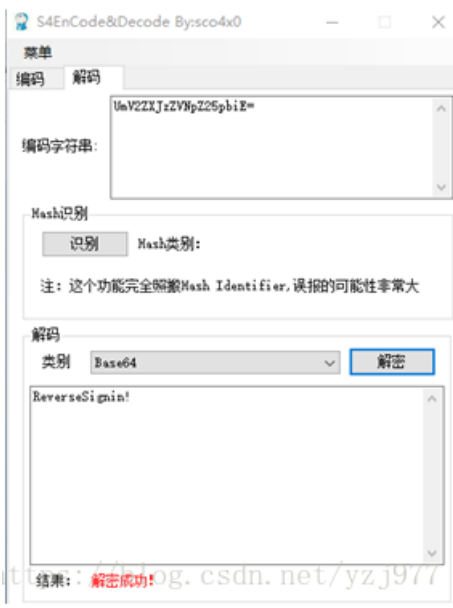 S4EnCode&Decode By:sco4x0
菜单
编码 解码
编码字符串:
UmV2ZXJzZVNpZ25pbiE=
Hash识别
识别 Hash类别:
注: 这个功能完全照搬Hash Identifier,误报的可能性非常大
解码
类别 Base64 解密
ReverseSignin!
结果: 解密成功!
ttps://blog.csdn.net/yzj977